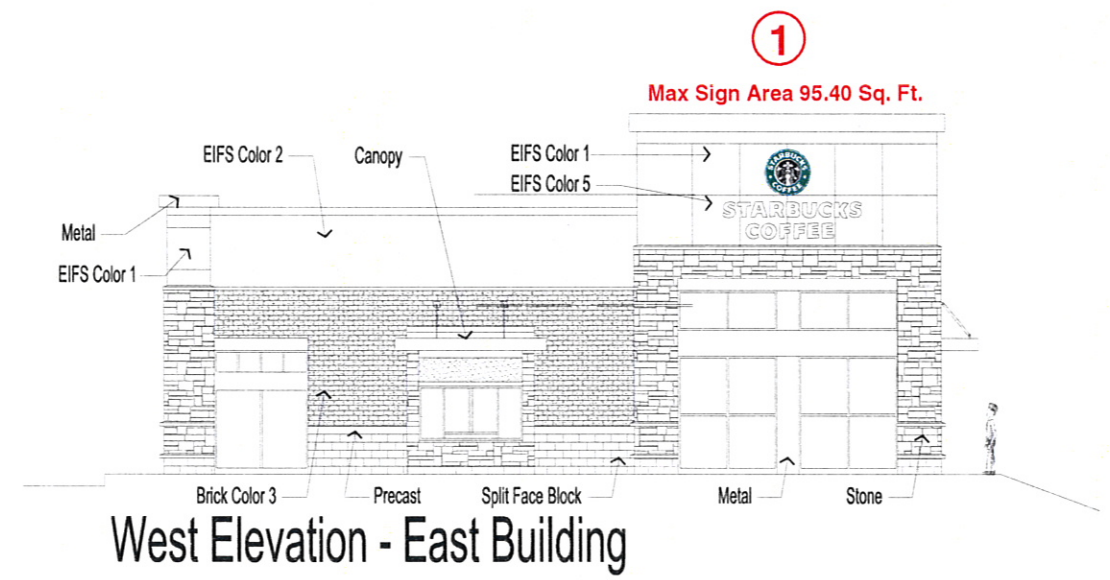 1
Max Sign Area 95.40 Sq. Ft.
EIFS Color 2
Canopy
EIFS Color 1
EIFS Color 5
STARBUCKS
COFFEE
STARBUCKS
COFFEE
Metal
EIFS Color 1
Brick Color 3
Precast
Split Face Block
Metal
Stone
West Elevation - East Building